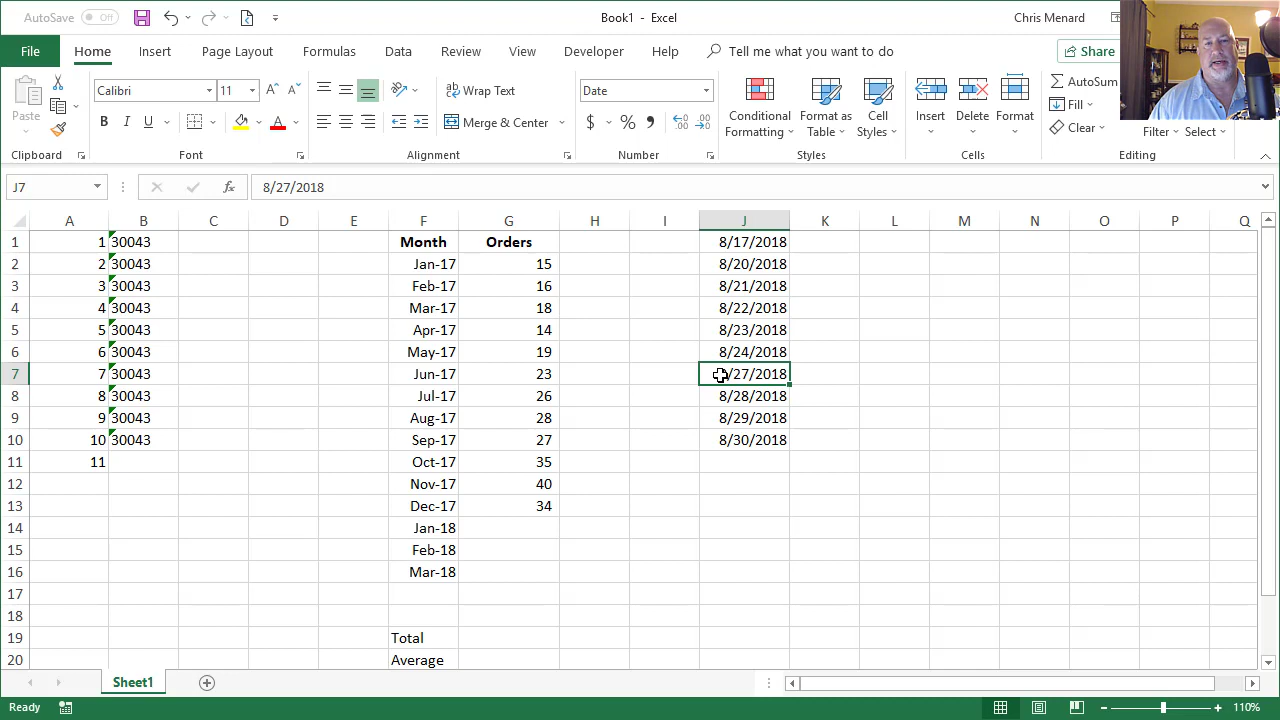 AutoSave Off Book1 - Excel Chris Menard
File Home Insert Page Layout Formulas Data Review View Developer Help Tell me what you want to do Share
Calibri 11 Wrap Text Date AutoSum
Paste B I U A Merge & Center $ % Conditional Formatting Format as Table Cell Styles Insert Delete Format Fill Clear Filter Select
Clipboard Font Alignment Number Styles Cells Editing
J7 fx 8/27/2018
A B C D E F G H I J K L M N O P Q
1 1 30043 Month Orders 8/17/2018
2 2 30043 Jan-17 15 8/20/2018
3 3 30043 Feb-17 16 8/21/2018
4 4 30043 Mar-17 18 8/22/2018
5 5 30043 Apr-17 14 8/23/2018
6 6 30043 May-17 19 8/24/2018
7 7 30043 Jun-17 23 /27/2018
8 8 30043 Jul-17 26 8/28/2018
9 9 30043 Aug-17 28 8/29/2018
10 10 30043 Sep-17 27 8/30/2018
11 11 Oct-17 35
12 Nov-17 40
13 Dec-17 34
14 Jan-18
15 Feb-18
16 Mar-18
17
18
19 Total
20 Average
Sheet1
Ready 110%